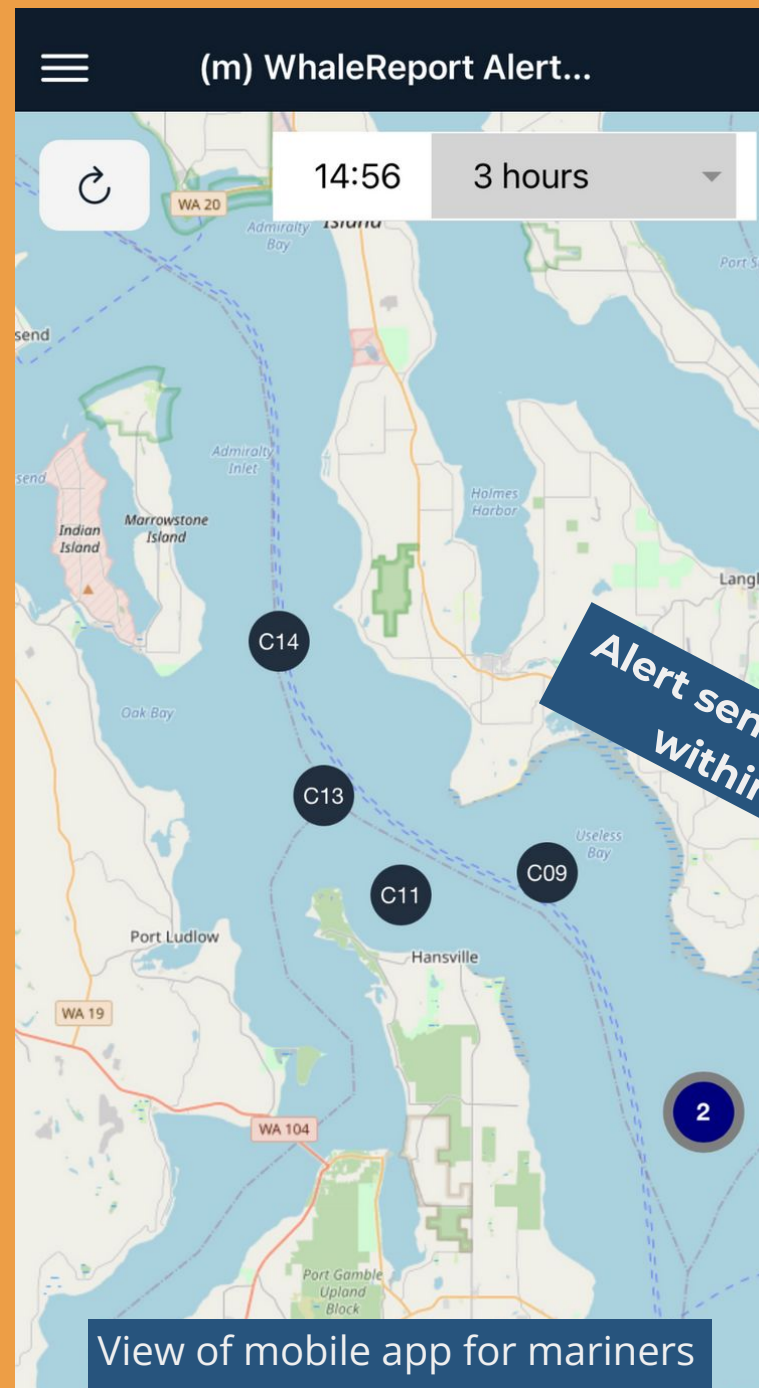 (m) WhaleReport Alert...
14:56 3 hours
WA 20
Island
Admiralty
Bay
Port S
send
Admiralty
Inlet
send
Holmes
Harbor
Marrowstone
Island
Indian
Island
Langl
C14
Alert sen
within
Oak Bay
C13
Useless
Bay
C09
C11
Port Ludlow
Hansville
WA 19
2
WA 104
Port Gamble
Upland
Block
View of mobile app for mariners